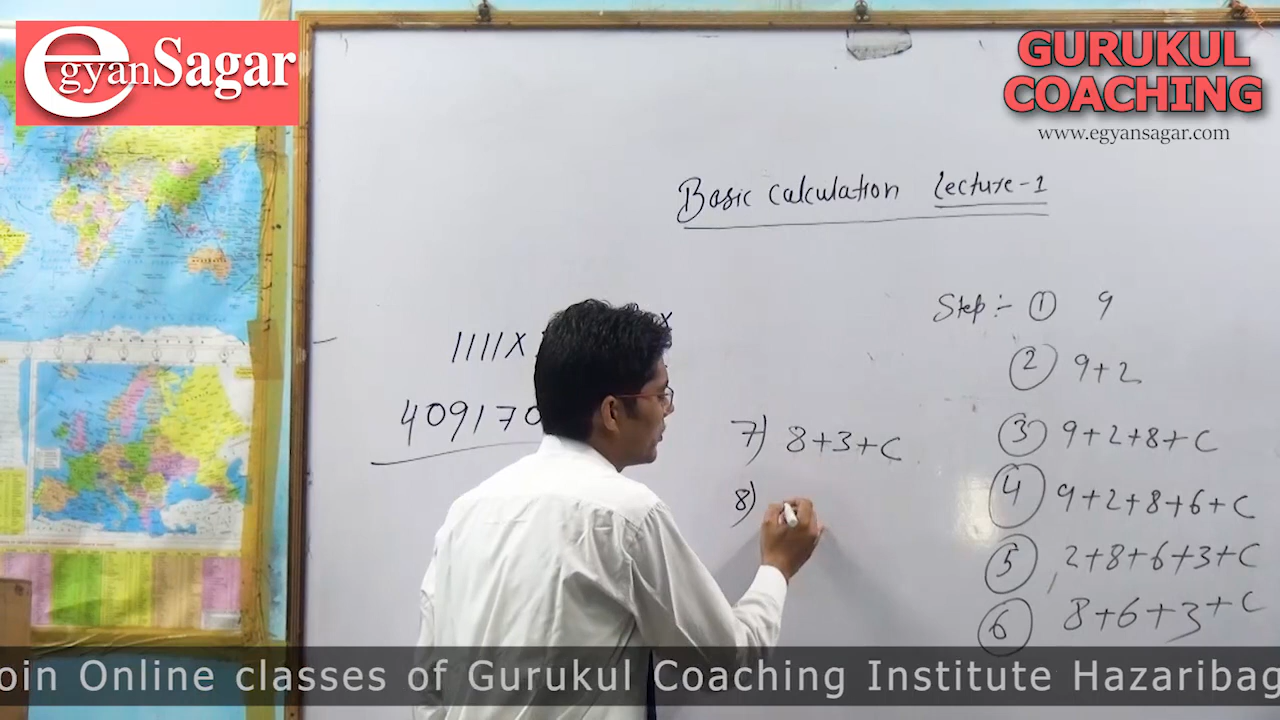 egyanSagar
GURUKUL
COACHING
www.egyansagar.com
Basic Calculation Lecture-1
1111X
X
409170
7) 8+3+C
8)
Step :- ① 9
② 9+2
③ 9+2+8+C
④ 9+2+8+6+C
⑤ 2+8+6+3+C
⑥ 8+6+3+C
oin Online classes of Gurukul Coaching Institute Hazaribag